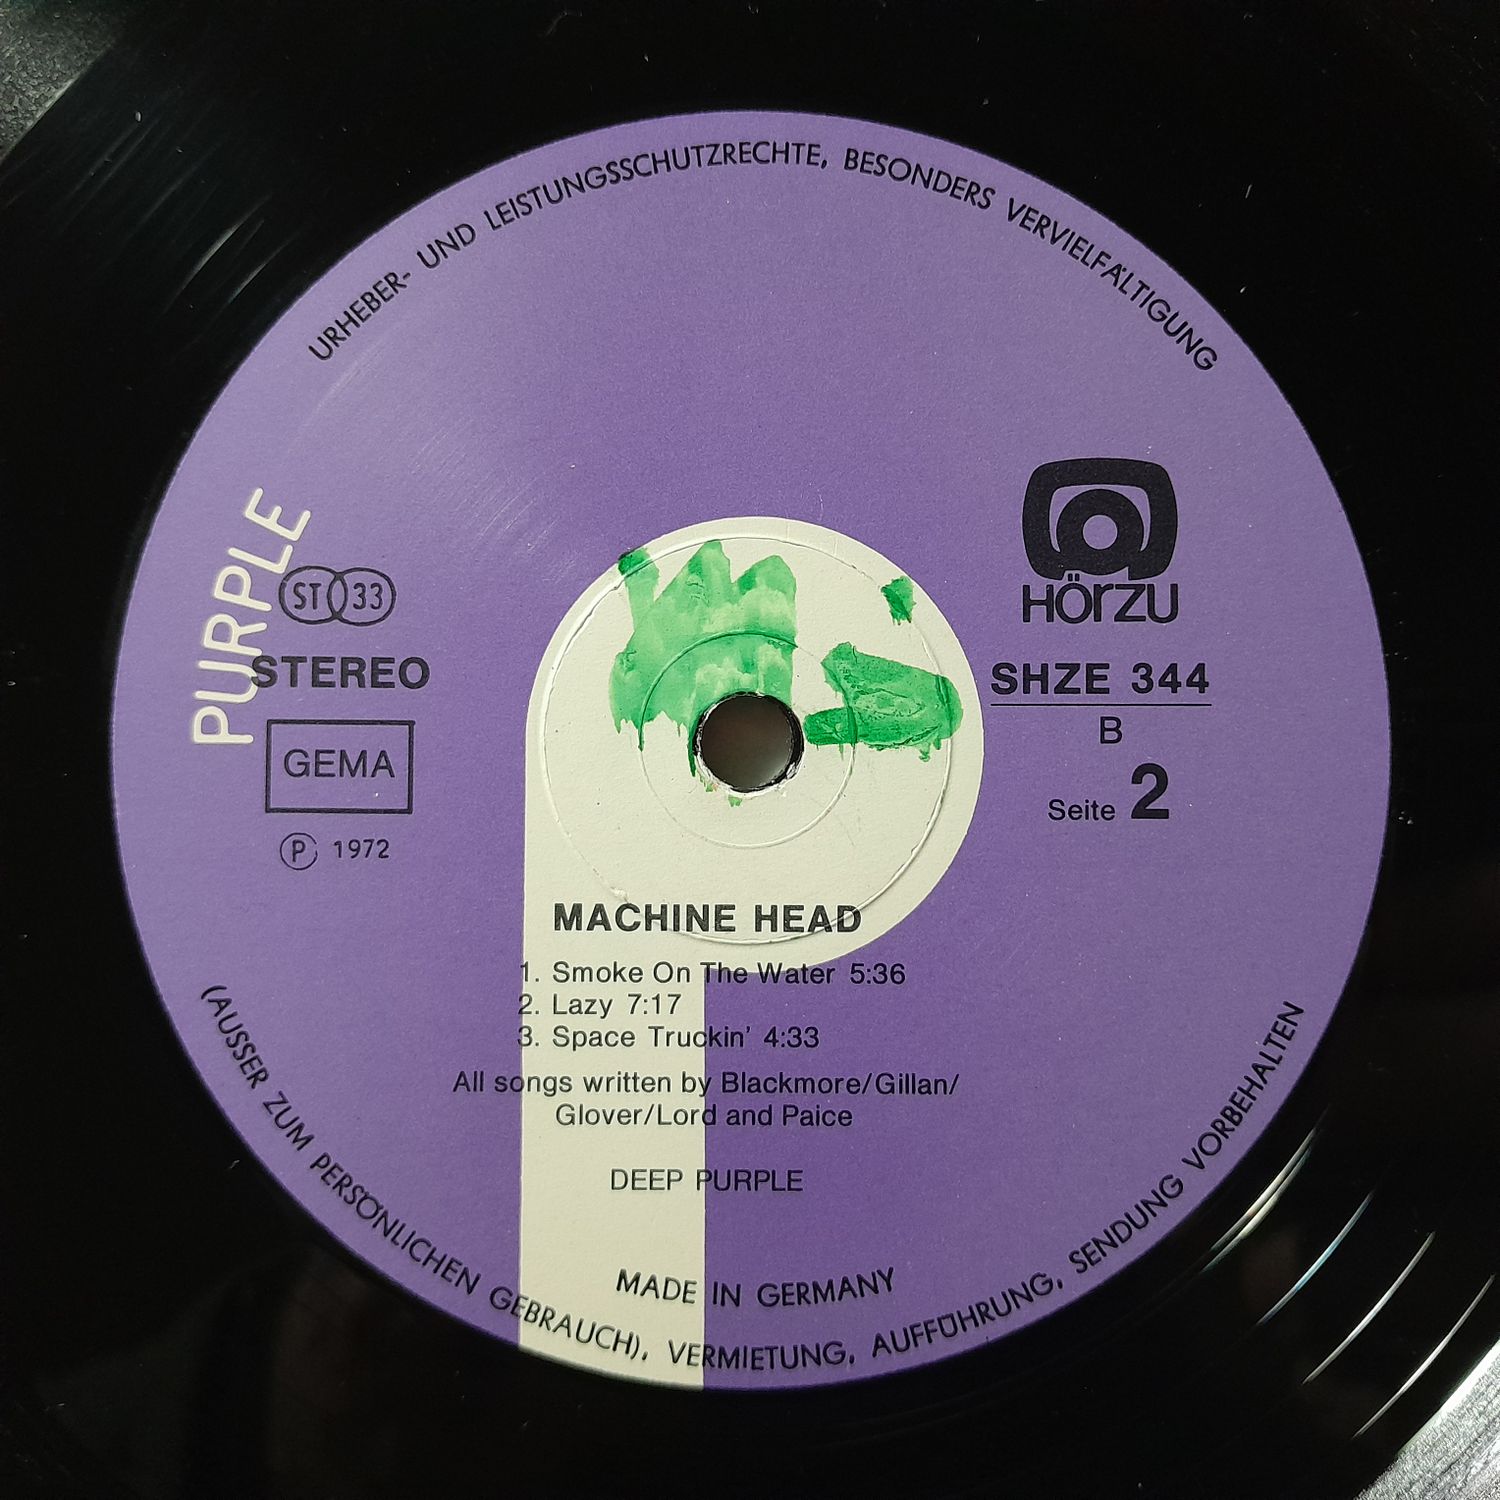 URHEBER- UND LEISTUNGSSCHUTZRECHTE, BESONDERS VERVIELFÄLTIGUNG
PURPLE
ST 33
STEREO
GEMA
℗ 1972
HÖRZU
SHZE 344
B
Seite 2
MACHINE HEAD
1. Smoke On The Water 5:36
2. Lazy 7:17
3. Space Truckin' 4:33
All songs written by Blackmore/Gillan/
Glover/Lord and Paice
DEEP PURPLE
MADE IN GERMANY
(AUSSER ZUM PERSÖNLICHEN GEBRAUCH), VERMIETUNG, AUFFÜHRUNG, SENDUNG VORBEHALTEN